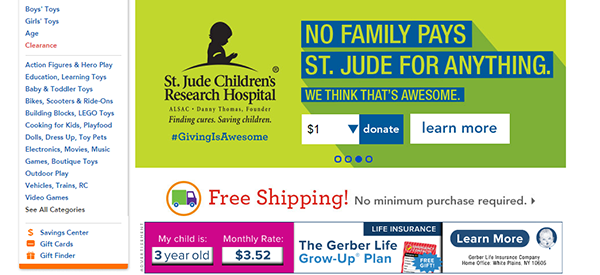 Boys' Toys
Girls' Toys
Age
Clearance
Action Figures & Hero Play
Education, Learning Toys
Baby & Toddler Toys
Bikes, Scooters & Ride-Ons
Building Blocks, LEGO Toys
Cooking for Kids, Playfood
Dolls, Dress Up, Toy Pets
Electronics, Movies, Music
Games, Boutique Toys
Outdoor Play
Vehicles, Trains, RC
Video Games
See All Categories
$ Savings Center
Gift Cards
Gift Finder
St. Jude Children's
Research Hospital
®
ALSAC • Danny Thomas, Founder
Finding cures. Saving children.
#GivingIsAwesome
NO FAMILY PAYS
ST. JUDE FOR ANYTHING.
WE THINK THAT'S AWESOME.
$1
donate
learn more
Free Shipping! No minimum purchase required.
ADVERTISEMENT
My child is:
3 year old
Monthly Rate:
$3.52
LIFE INSURANCE
The Gerber Life
Grow-Up® Plan
FREE
GIFT!
Learn More
Gerber Life Insurance Company
Home Office: White Plains, NY 10605